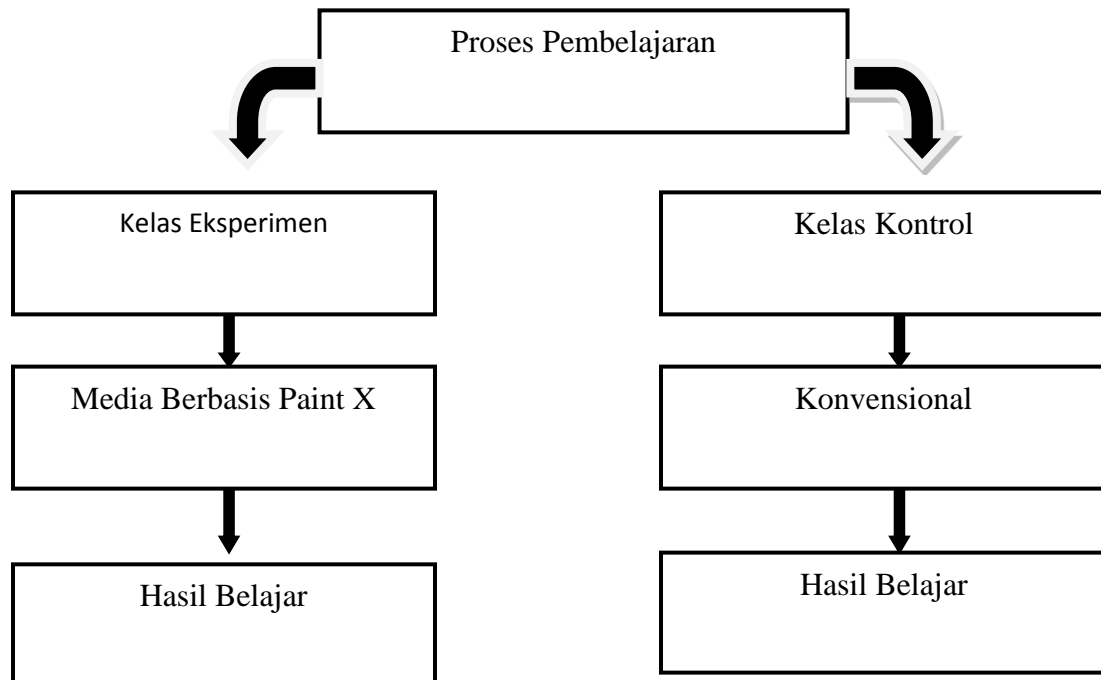 Proses Pembelajaran
Kelas Eksperimen
Kelas Kontrol
Media Berbasis Paint X
Konvensional
Hasil Belajar
Hasil Belajar